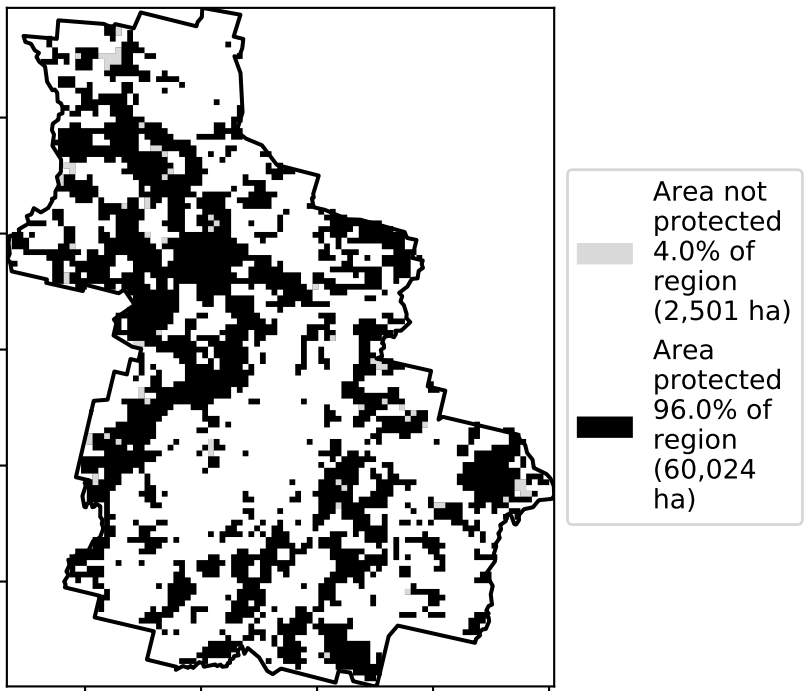 Area not
protected
4.0% of
region
(2,501 ha)
Area
protected
96.0% of
region
(60,024
ha)